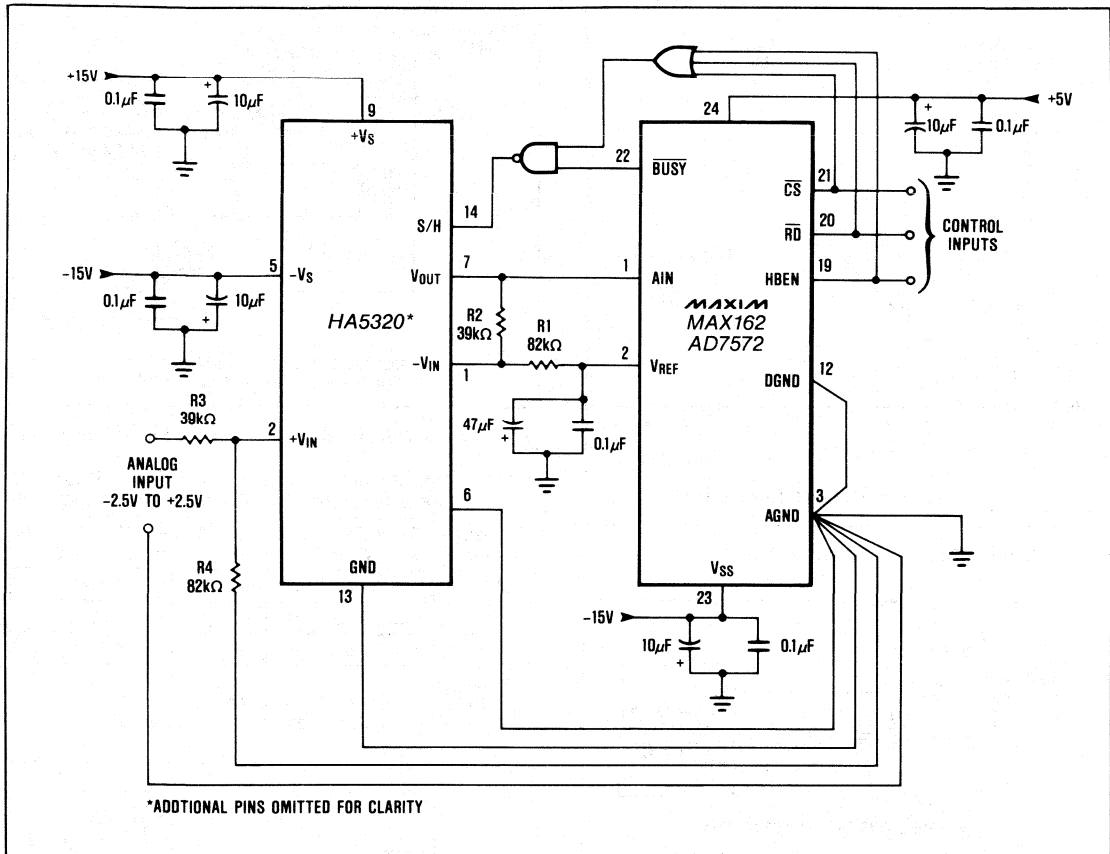 +15V
0.1μF
+
10μF
9
+VS
24
+5V
+
10μF
0.1μF
22
BUSY
21
CS
20
RD
19
HBEN
CONTROL
INPUTS
14
S/H
7
VOUT
1
AIN
-15V
5
-VS
0.1μF
10μF
+
HA5320*
R2
39kΩ
R1
82kΩ
MAXIM
MAX162
AD7572
-VIN
1
2
VREF
12
DGND
47μF
+
0.1μF
R3
39kΩ
2
+VIN
ANALOG
INPUT
-2.5V TO +2.5V
6
3
AGND
R4
82kΩ
GND
13
VSS
23
-15V
10μF
+
0.1μF
*ADDTIONAL PINS OMITTED FOR CLARITY